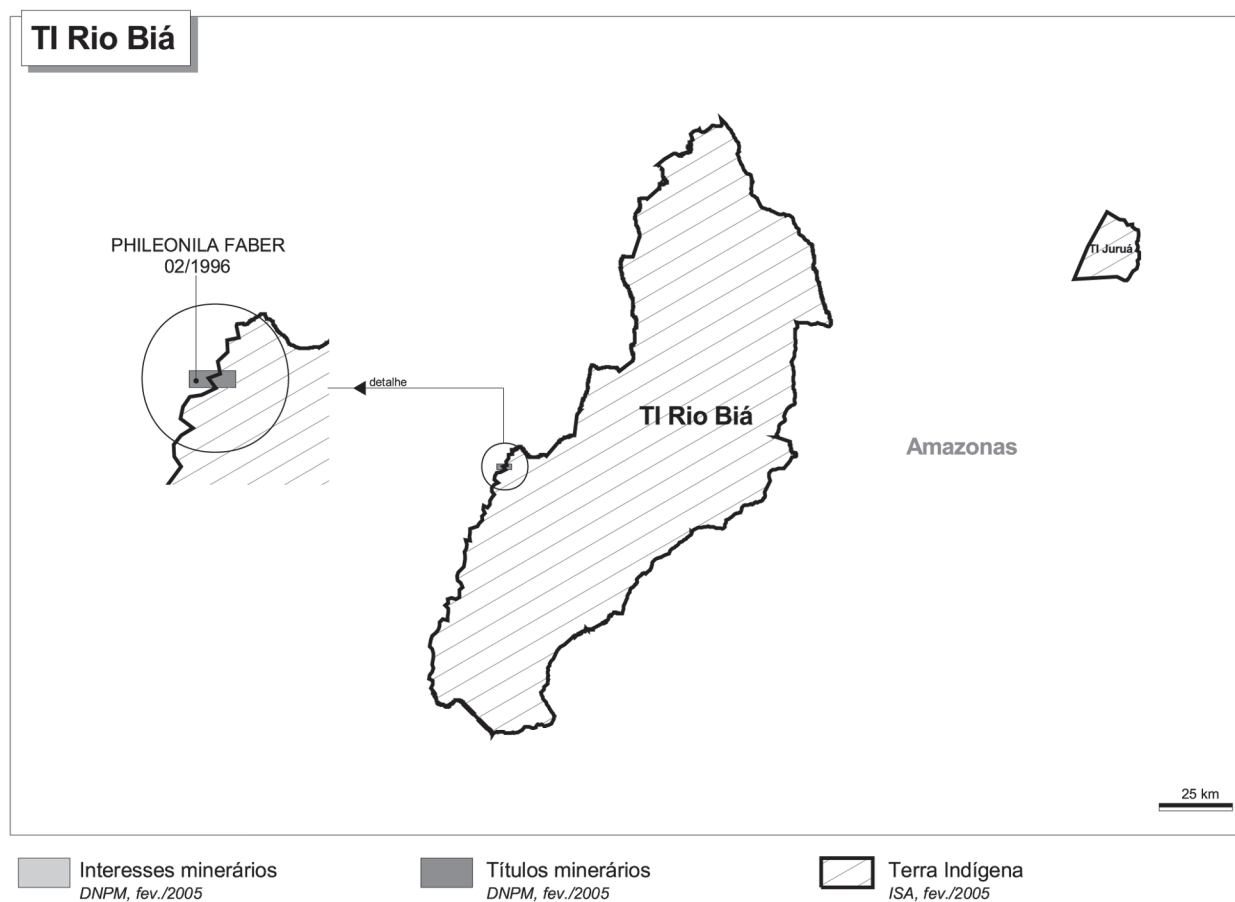 TI Rio Biá
PHILEONILA FABER
02/1996
detalhe
TI Juruá
TI Rio Biá
Amazonas
25 km
Interesses minerários
DNPM, fev./2005
Títulos minerários
DNPM, fev./2005
Terra Indígena
ISA, fev./2005